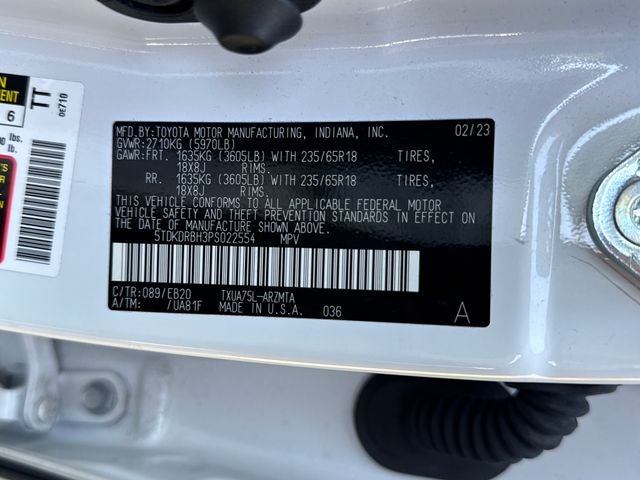 MFD.BY:TOYOTA MOTOR MANUFACTURING, INDIANA, INC. 02/23
GVWR:2710KG (5970LB)
GAWR:FRT. 1635KG (3605LB) WITH 235/65R18 TIRES,
18X8J RIMS.
RR. 1635KG (3605LB) WITH 235/65R18 TIRES,
18X8J RIMS.
THIS VEHICLE CONFORMS TO ALL APPLICABLE FEDERAL MOTOR
VEHICLE SAFETY AND THEFT PREVENTION STANDARDS IN EFFECT
ON THE DATE OF MANUFACTURE SHOWN ABOVE.
5TDKDRBH3PS022554 MPV
C/TR:089/EB20 TXUA75L-ARZMTA
A/TM: /UA81F MADE IN U.S.A. 036
A
6
TT
0E710
lbs.